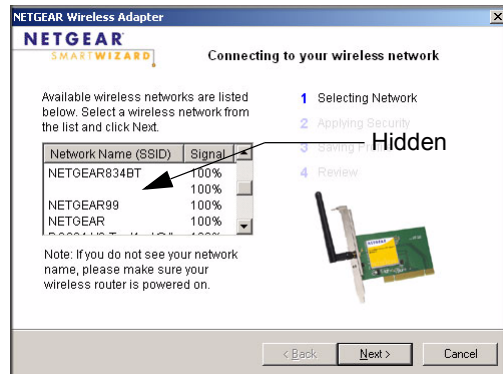 NETGEAR Wireless Adapter
NETGEAR
SMARTWIZARD
Connecting to your wireless network
Available wireless networks are listed
below. Select a wireless network from
the list and click Next.
Network Name (SSID) Signal
NETGEAR834BT 100%
100%
NETGEAR99 100%
NETGEAR 100%
Note: If you do not see your network
name, please make sure your
wireless router is powered on.
1 Selecting Network
2 Applying Security
3 Saving
4 Review
Hidden
NETGEAR
< Back
Next >
Cancel